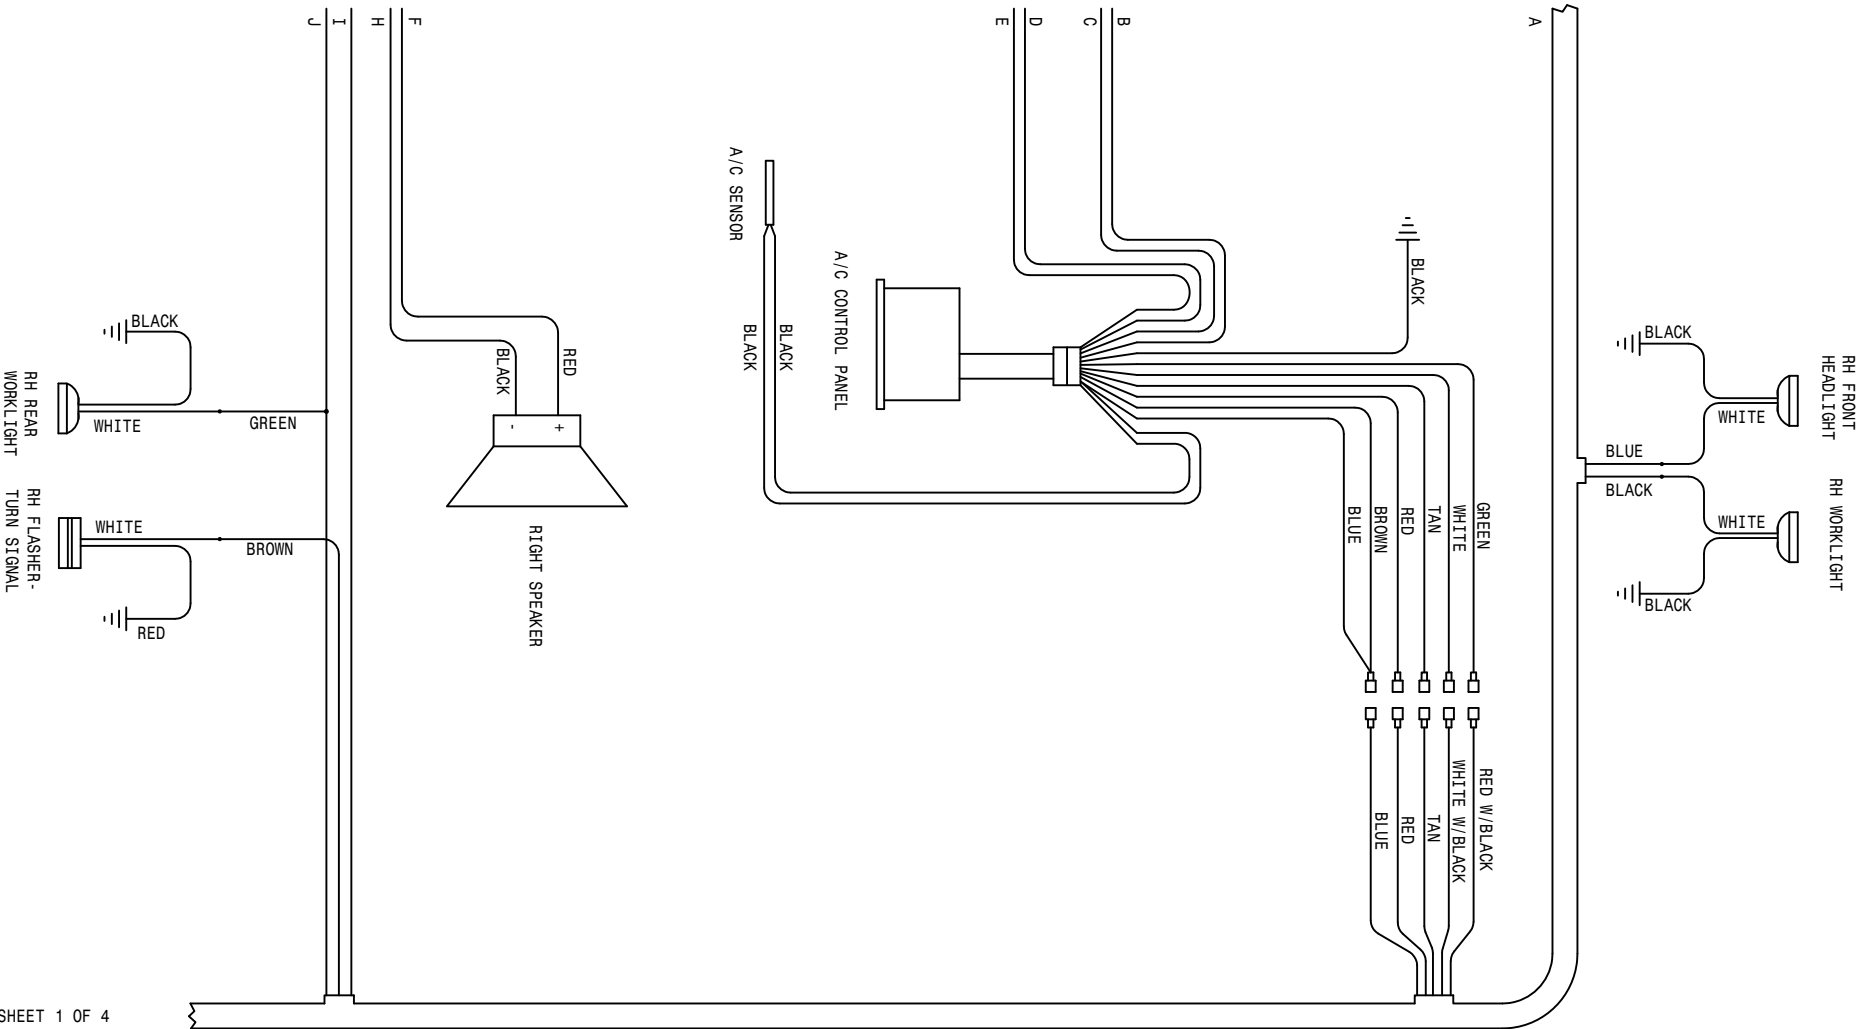 J
I
H
F
E
D
C
B
A
A/C SENSOR
A/C CONTROL PANEL
BLACK
BLACK
BLACK
RH FRONT
HEADLIGHT
BLACK
WHITE
BLUE
BLACK
WHITE
BLACK
RH WORKLIGHT
BLACK
WHITE
GREEN
RH REAR
WORKLIGHT
WHITE
BROWN
RED
RH FLASHER-
TURN SIGNAL
BLACK
RED
- +
RIGHT SPEAKER
BLUE
BROWN
RED
TAN
WHITE
GREEN
BLUE
RED
TAN
WHITE W/BLACK
RED W/BLACK
SHEET 1 OF 4